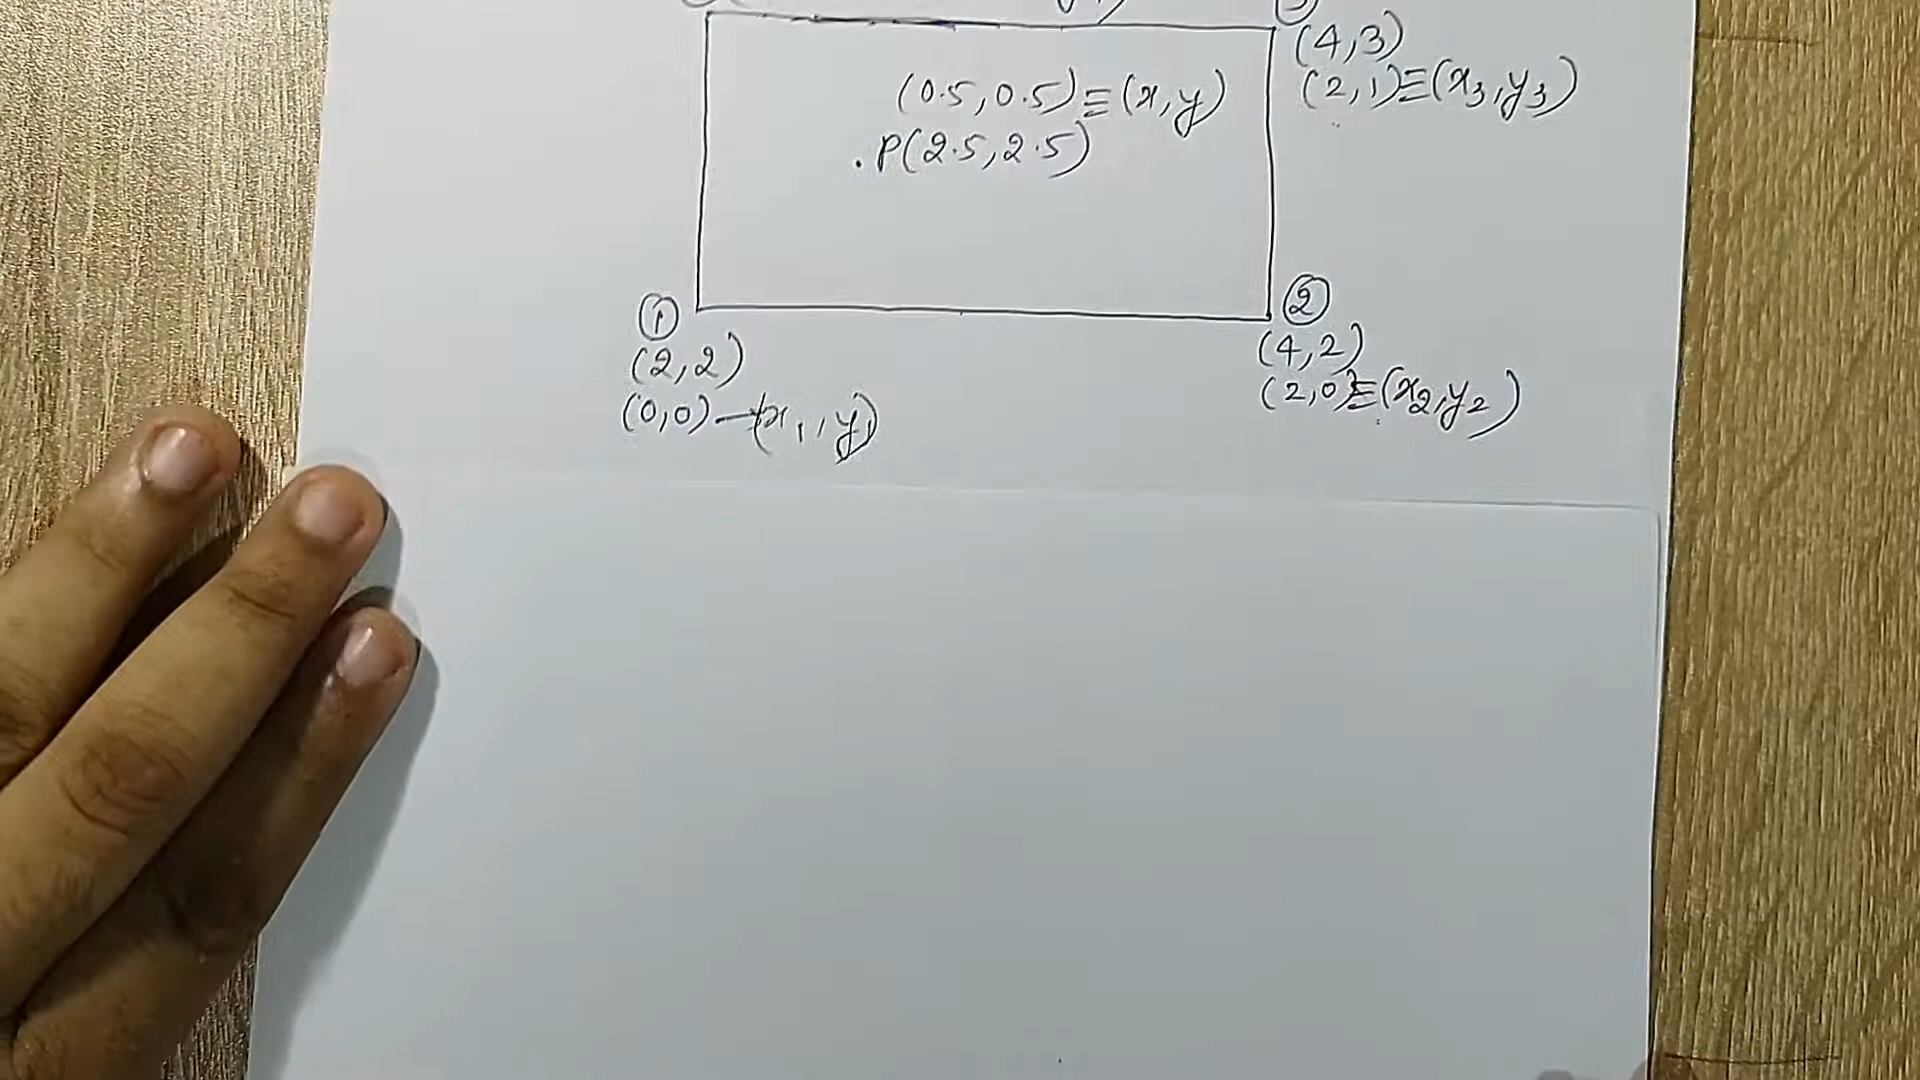 (4,3)
(0.5,0.5)≡(x,y)
(2,1)≡(x3,y3)
.P(2.5,2.5)
①
②
(2,2)
(4,2)
(0,0)→(x1,y1)
(2,0)≡(x2,y2)